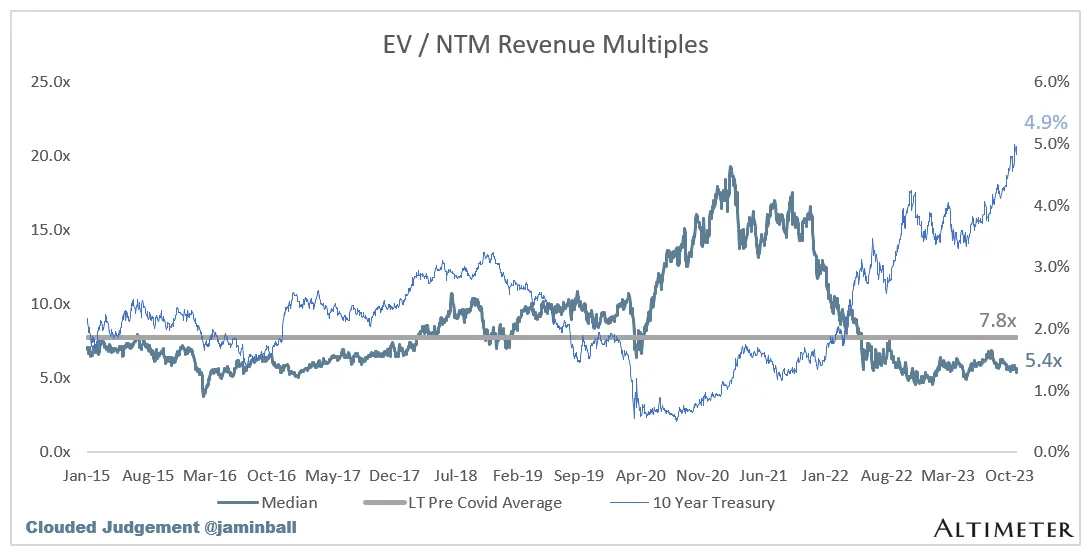 EV / NTM Revenue Multiples
25.0x
20.0x
15.0x
10.0x
5.0x
0.0x
6.0%
5.0%
4.0%
3.0%
2.0%
1.0%
0.0%
4.9%
7.8x
5.4x
Jan-15 Aug-15 Mar-16 Oct-16 May-17 Dec-17 Jul-18 Feb-19 Sep-19 Apr-20 Nov-20 Jun-21 Jan-22 Aug-22 Mar-23 Oct-23
Median LT Pre Covid Average 10 Year Treasury
Clouded Judgement @jaminball
ALTIMETER